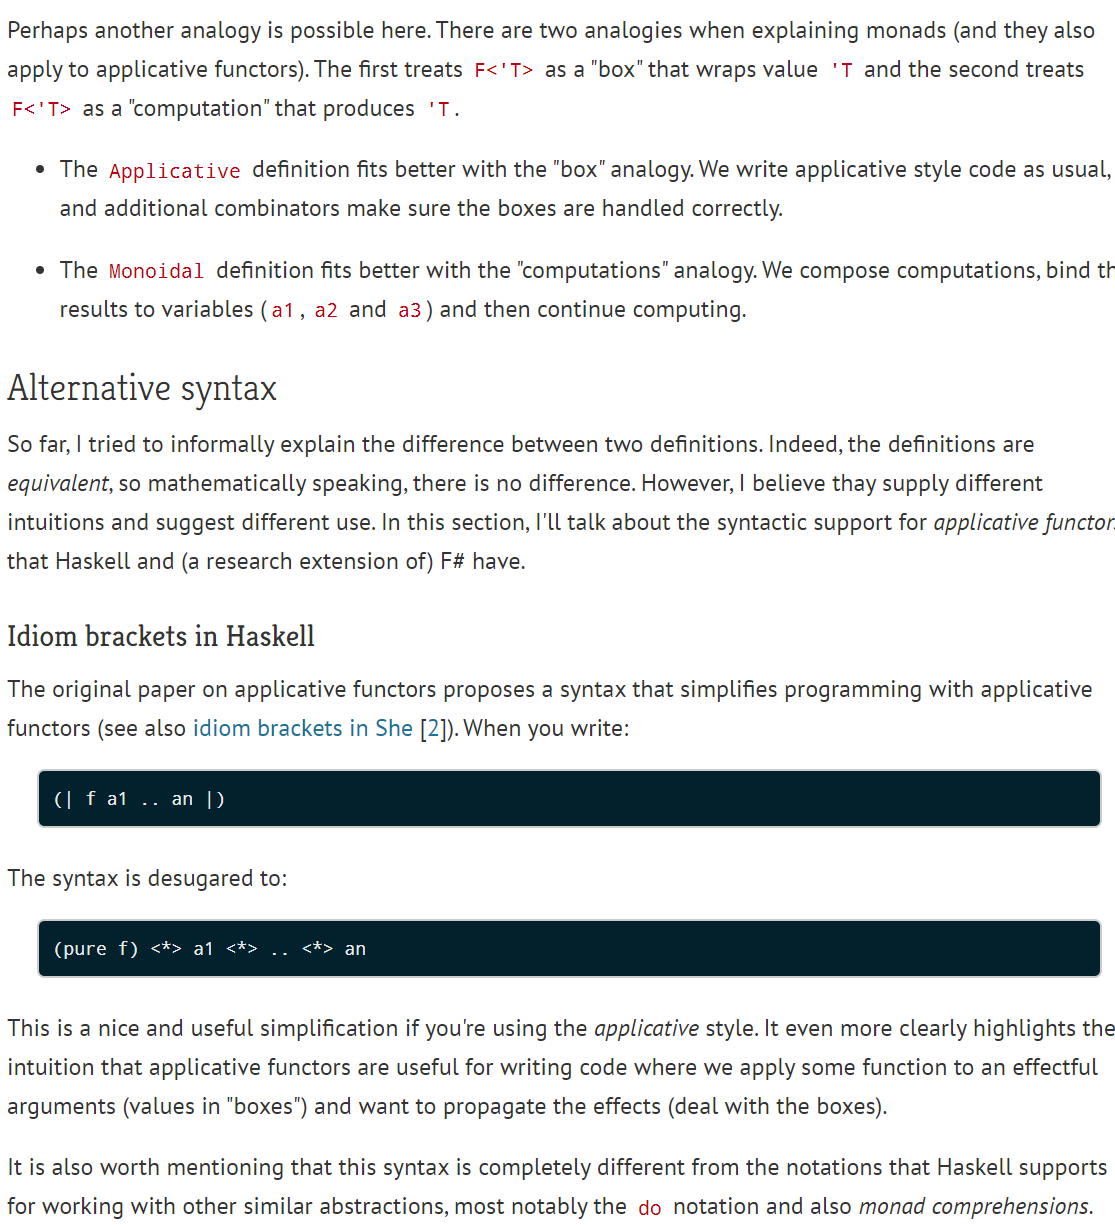 Perhaps another analogy is possible here. There are two analogies when explaining monads (and they also
apply to applicative functors). The first treats F<'T> as a "box" that wraps value 'T and the second treats
F<'T> as a "computation" that produces 'T.
• The Applicative definition fits better with the "box" analogy. We write applicative style code as usual,
and additional combinators make sure the boxes are handled correctly.
• The Monoidal definition fits better with the "computations" analogy. We compose computations, bind th
results to variables (a1, a2 and a3) and then continue computing.
Alternative syntax
So far, I tried to informally explain the difference between two definitions. Indeed, the definitions are
equivalent, so mathematically speaking, there is no difference. However, I believe thay supply different
intuitions and suggest different use. In this section, I'll talk about the syntactic support for applicative functor
that Haskell and (a research extension of) F# have.
Idiom brackets in Haskell
The original paper on applicative functors proposes a syntax that simplifies programming with applicative
functors (see also idiom brackets in She [2]). When you write:
(| f a1 .. an |)
The syntax is desugared to:
(pure f) <*> a1 <*> .. <*> an
This is a nice and useful simplification if you're using the applicative style. It even more clearly highlights the
intuition that applicative functors are useful for writing code where we apply some function to an effectful
arguments (values in "boxes") and want to propagate the effects (deal with the boxes).
It is also worth mentioning that this syntax is completely different from the notations that Haskell supports
for working with other similar abstractions, most notably the do notation and also monad comprehensions.